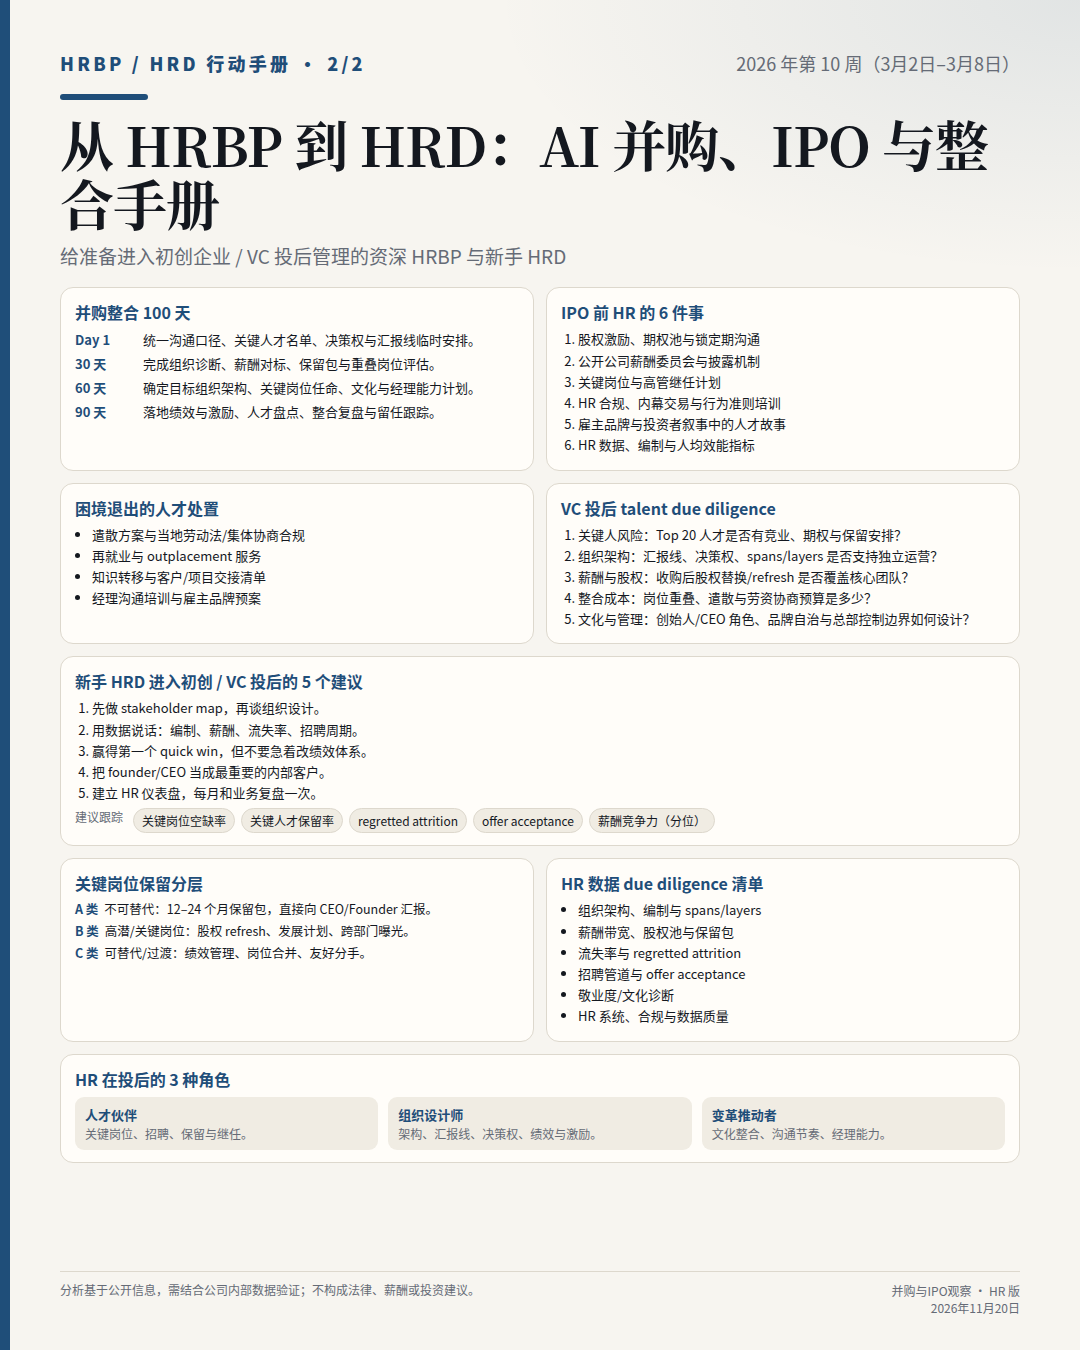 HRBP / HRD 行动手册 · 2/2
2026 年第 10 周（3月2日–3月8日）
从 HRBP 到 HRD：AI 并购、IPO 与整
合手册
给准备进入初创企业 / VC 投后管理的资深 HRBP 与新手 HRD
并购整合 100 天
Day 1 统一沟通口径、关键人才名单、决策权与汇报线临时安排。
30 天 完成组织诊断、薪酬对标、保留包与重叠岗位评估。
60 天 确定目标组织架构、关键岗位任命、文化与经理能力计划。
90 天 落地绩效与激励、人才盘点、整合复盘与留任跟踪。
IPO 前 HR 的 6 件事
1. 股权激励、期权池与锁定期沟通
2. 公开公司薪酬委员会与披露机制
3. 关键岗位与高管继任计划
4. HR 合规、内幕交易与行为准则培训
5. 雇主品牌与投资者叙事中的人才故事
6. HR 数据、编制与人均效能指标
困境退出的人才处置
• 遣散方案与当地劳动法/集体协商合规
• 再就业与 outplacement 服务
• 知识转移与客户/项目交接清单
• 经理沟通培训与雇主品牌预案
VC 投后 talent due diligence
1. 关键人风险：Top 20 人才是否有竞业、期权与保留安排？
2. 组织架构：汇报线、决策权、spans/layers 是否支持独立运营？
3. 薪酬与股权：收购后股权替换/refresh 是否覆盖核心团队？
4. 整合成本：岗位重叠、遣散与劳资协商预算是多少？
5. 文化与管理：创始人/CEO 角色、品牌自治与总部控制边界如何设计？
新手 HRD 进入初创 / VC 投后的 5 个建议
1. 先做 stakeholder map，再谈组织设计。
2. 用数据说话：编制、薪酬、流失率、招聘周期。
3. 赢得第一个 quick win，但不要急着改绩效体系。
4. 把 founder/CEO 当成最重要的内部客户。
5. 建立 HR 仪表盘，每月和业务复盘一次。
建议跟踪 关键岗位空缺率 关键人才保留率 regretted attrition offer acceptance 薪酬竞争力（分位）
关键岗位保留分层
A 类 不可替代：12–24 个月保留包，直接向 CEO/Founder 汇报。
B 类 高潜/关键岗位：股权 refresh、发展计划、跨部门曝光。
C 类 可替代/过渡：绩效管理、岗位合并、友好分手。
HR 数据 due diligence 清单
• 组织架构、编制与 spans/layers
• 薪酬带宽、股权池与保留包
• 流失率与 regretted attrition
• 招聘管道与 offer acceptance
• 敬业度/文化诊断
• HR 系统、合规与数据质量
HR 在投后的 3 种角色
人才伙伴
关键岗位、招聘、保留与继任。
组织设计师
架构、汇报线、决策权、绩效与激励。
变革推动者
文化整合、沟通节奏、经理能力。
分析基于公开信息，需结合公司内部数据验证；不构成法律、薪酬或投资建议。
并购与IPO观察 · HR 版
2026年11月20日